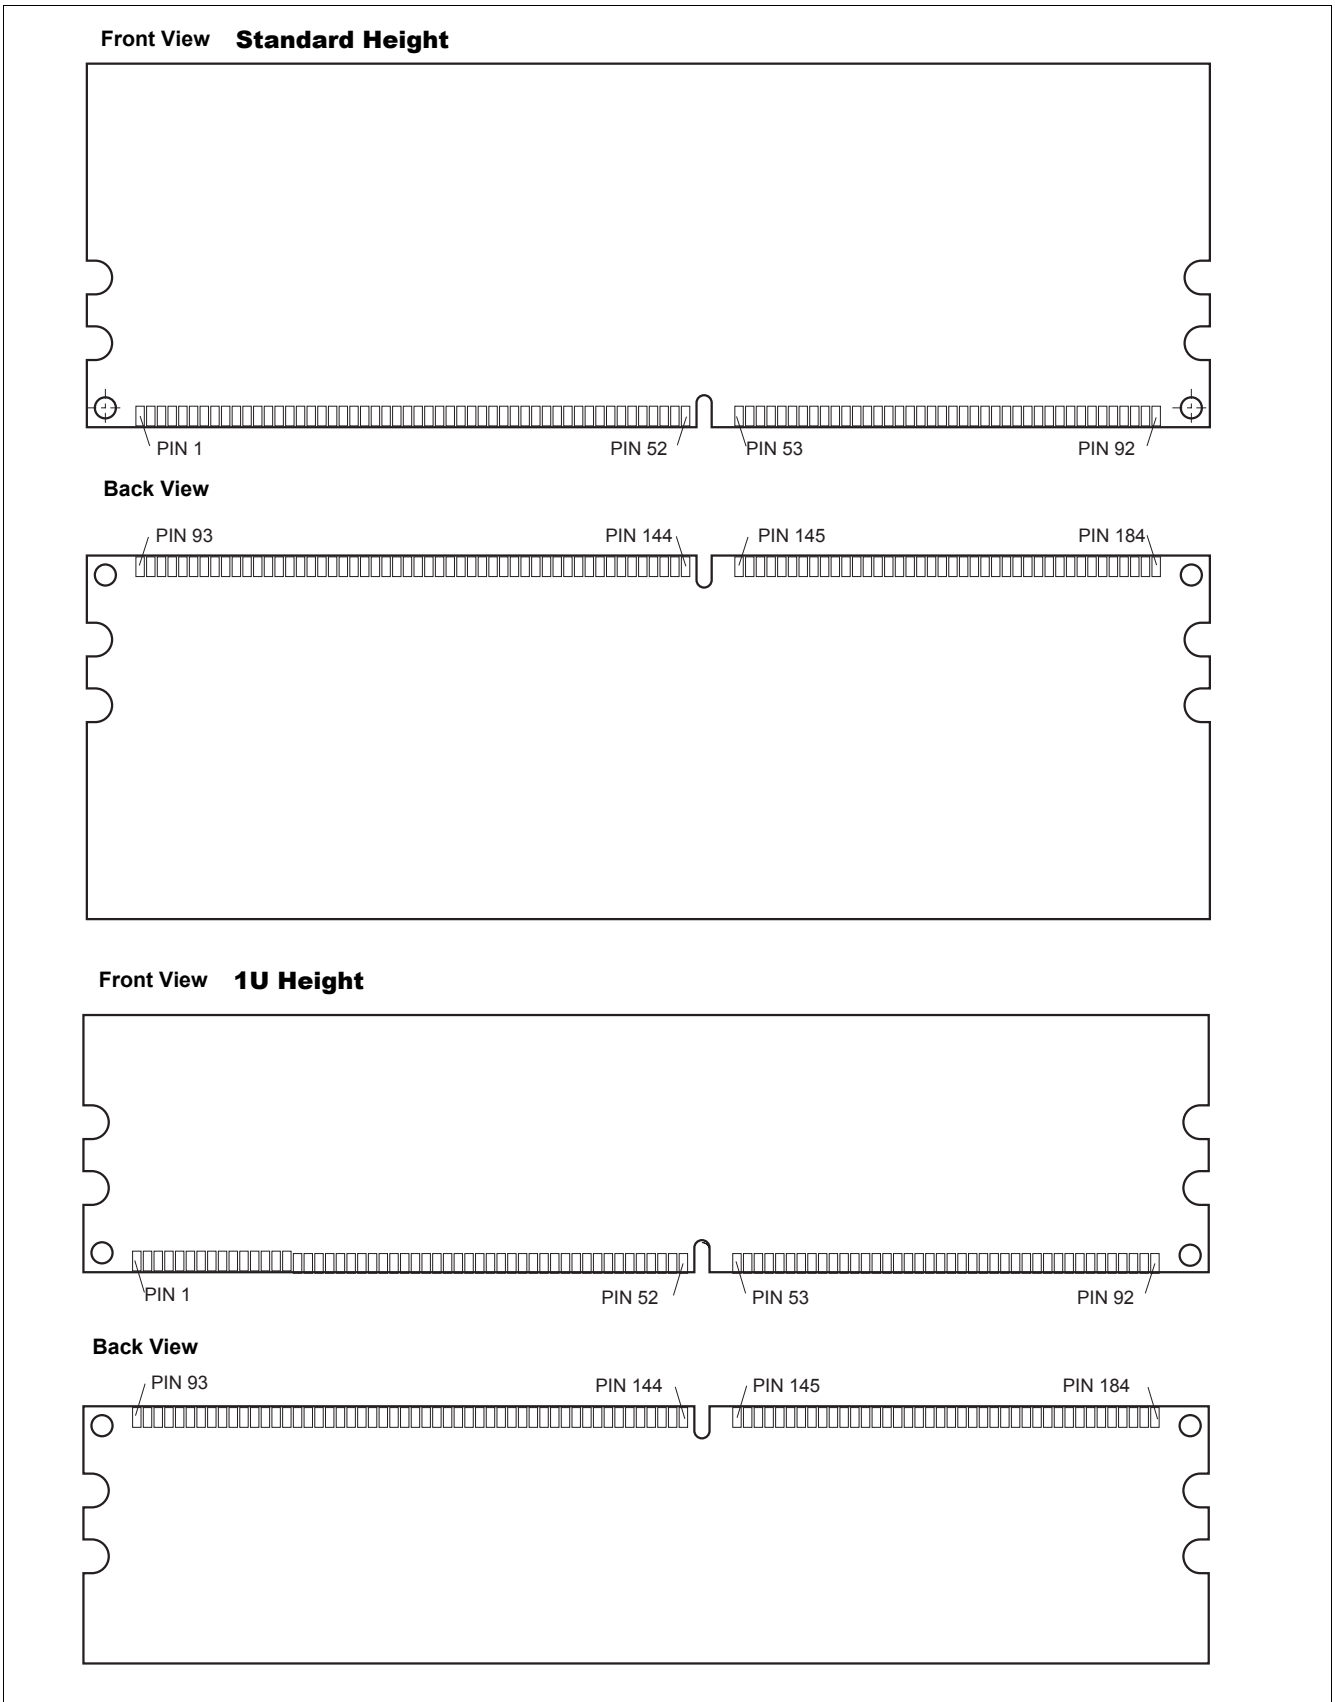 Front View Standard Height
PIN 1 PIN 52 PIN 53 PIN 92
Back View
PIN 93 PIN 144 PIN 145 PIN 184
Front View 1U Height
PIN 1 PIN 52 PIN 53 PIN 92
Back View
PIN 93 PIN 144 PIN 145 PIN 184